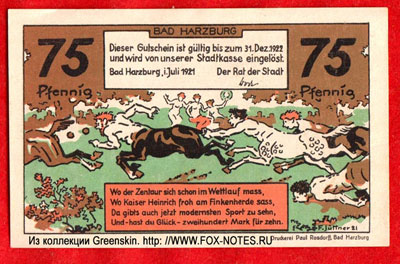 BAD HARZBURG
75
Pfennig
Dieser Gutschein ist gültig bis zum 31. Dez. 1922
und wird von unserer Stadtkasse eingelöst.
Bad Harzburg, i. Juli 1921 Der Rat der Stadt
75
Pfennig
Wo der Zentaur sich schon im Wettlauf mass,
Wo Kaiser Heinrich froh am Finkenherde sass,
Da gibts auch jetzt modernsten Sport zu sehn,
Und - hast du Glück - zweihundert Mark für zehn.
Jüttner 21
Druckerei Paul Rosdorff, Bad Harzburg
Из коллекции Greenskin. http://WWW.FOX-NOTES.RU